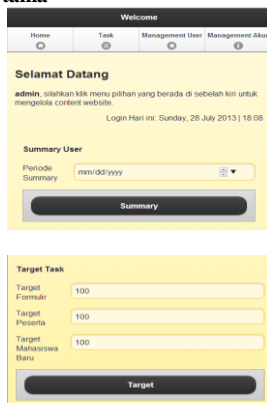 Welcome
Home
Task
Management User
Management Aku
Selamat Datang
admin, silahkan klik menu pilihan yang berada di sebelah kiri untuk
mengelola content website.
Login Hari ini: Sunday, 28 July 2013 | 18:08
Summary User
Periode
Summary
mm/dd/yyyy
Summary
Target Task
Target
Formulir
100
Target
Peserta
100
Target
Mahasiswa
Baru
100
Target